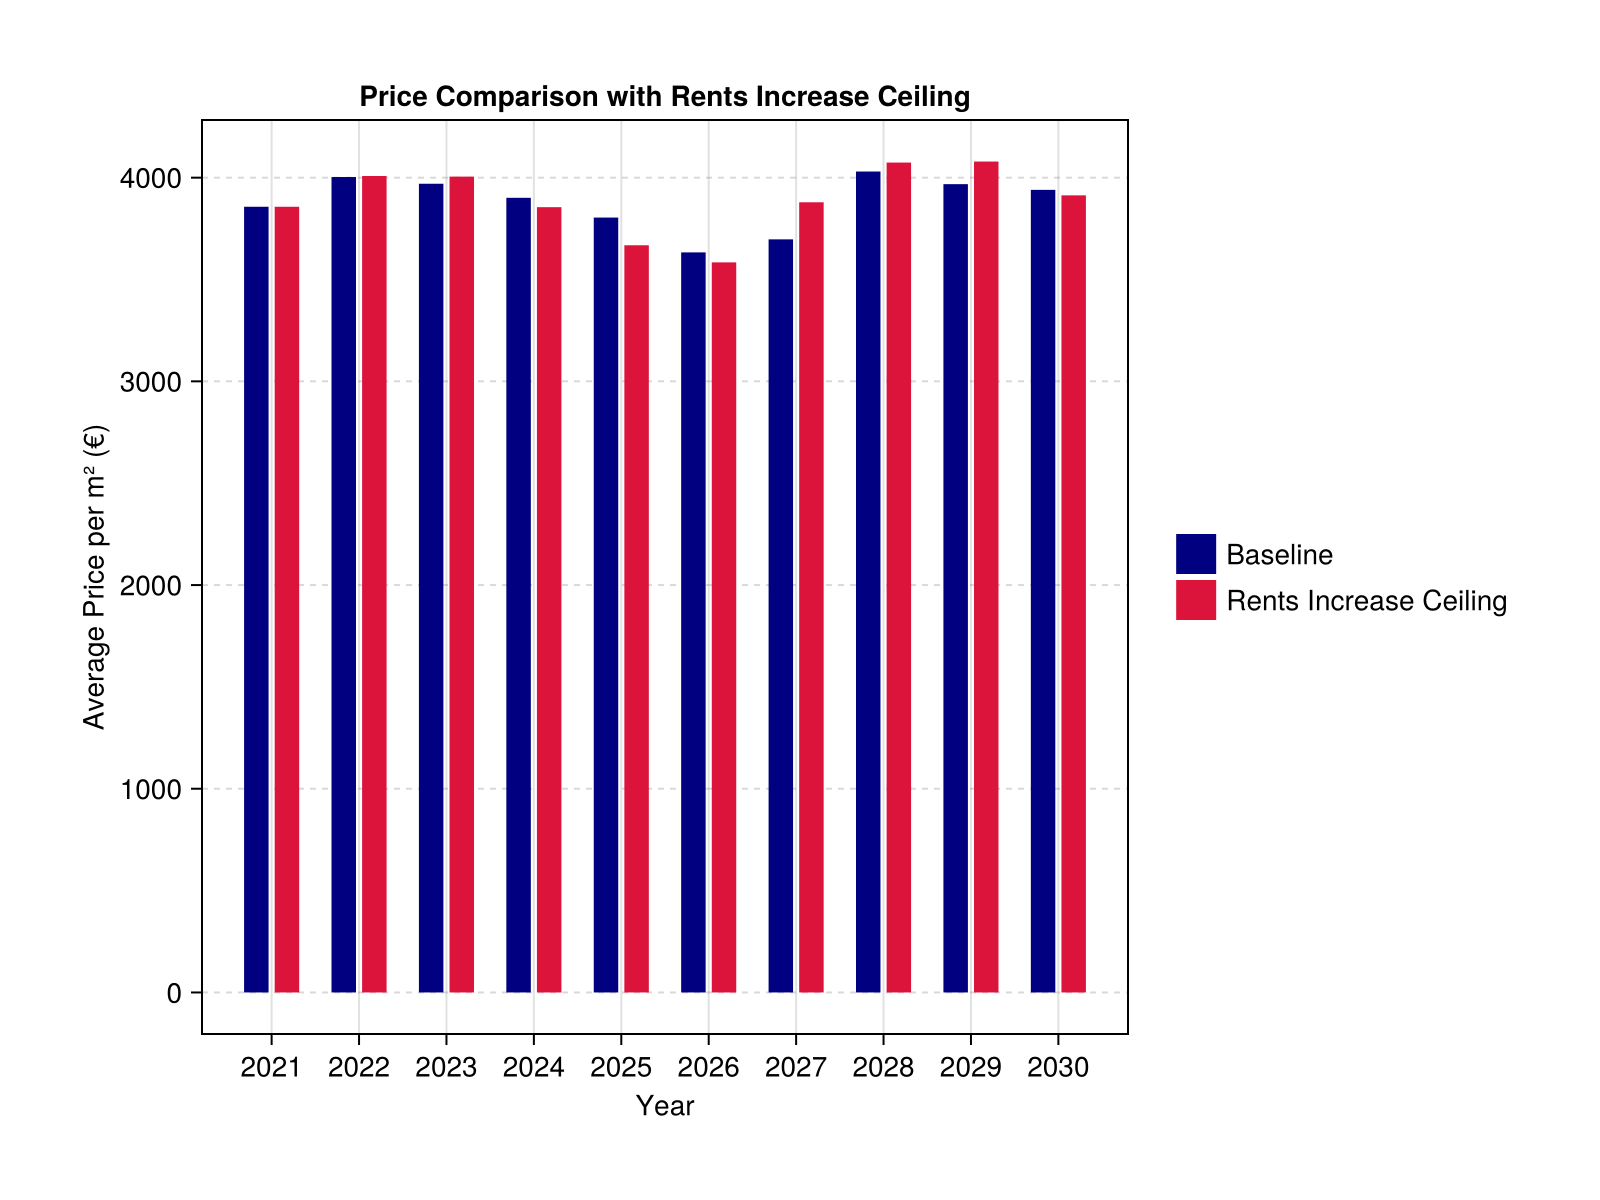 Price Comparison with Rents Increase Ceiling
Average Price per m² (€)
4000
3000
2000
1000
0
2021 2022 2023 2024 2025 2026 2027 2028 2029 2030
Year
Baseline
Rents Increase Ceiling